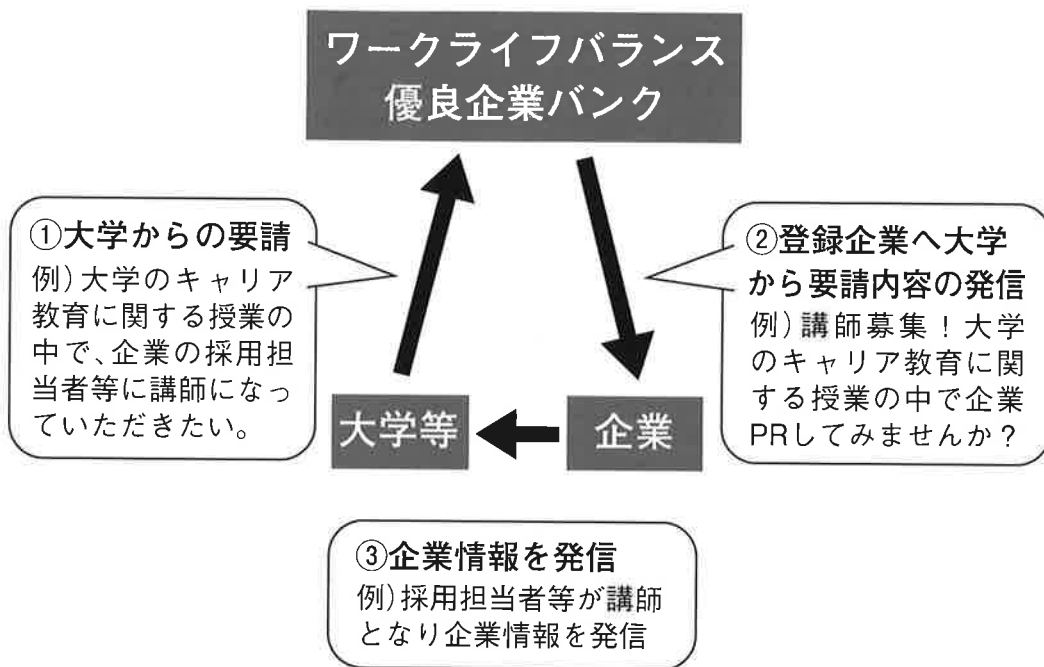 ワークライフバランス
優良企業バンク
①大学からの要請
例)大学のキャリア
教育に関する授業の
中で、企業の採用担
当者等に講師になっ
ていただきたい。
②登録企業へ大学
から要請内容の発信
例)講師募集！大学
のキャリア教育に関
する授業の中で企業
PRしてみませんか？
大学等
企業
③企業情報を発信
例)採用担当者等が講師
となり企業情報を発信